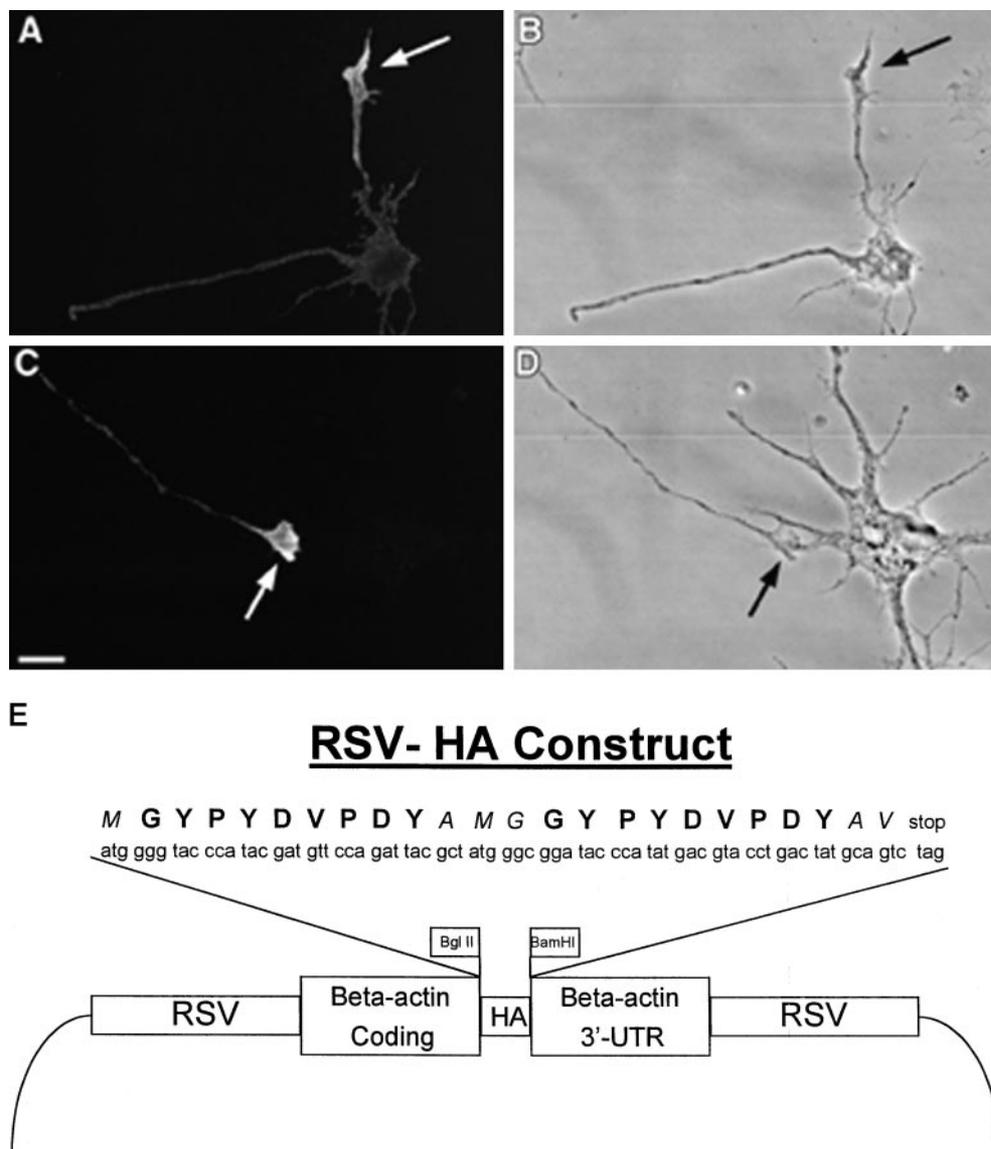 A
B
C
D
E
RSV- HA Construct
M G Y P Y D V P D Y A M G G Y P Y D V P D Y A V stop
atg ggg tac cca tac gat gtt cca gat tac gct atg ggc gga tac cca tat gac gta cct gac tat gca gtc tag
Bgl II
BamHI
RSV
Beta-actin
Coding
HA
Beta-actin
3'-UTR
RSV